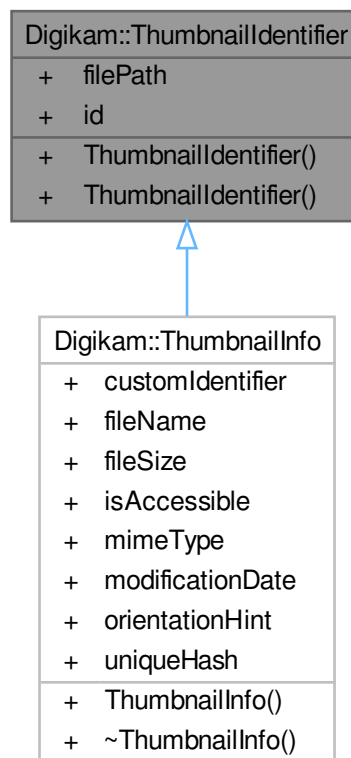 Digikam::ThumbnailIdentifier
+ filePath
+ id
+ ThumbnailIdentifier()
+ ThumbnailIdentifier()
Digikam::ThumbnailInfo
+ customIdentifier
+ fileName
+ fileSize
+ isAccessible
+ mimeType
+ modificationDate
+ orientationHint
+ uniqueHash
+ ThumbnailInfo()
+ ~ThumbnailInfo()